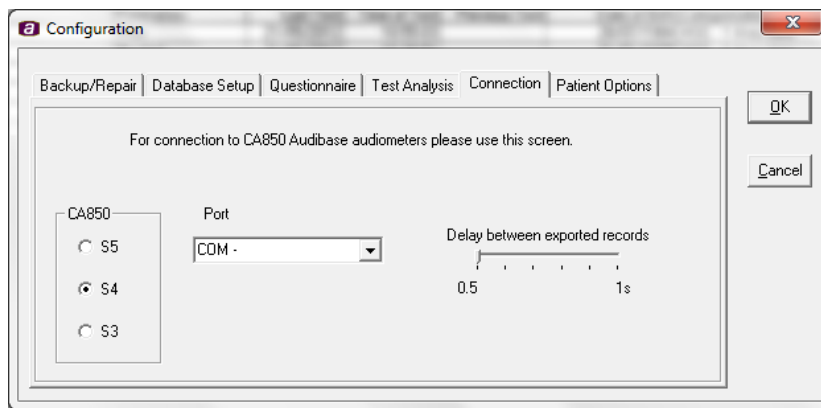 Configuration
Backup/Repair Database Setup Questionnaire Test Analysis Connection Patient Options
OK
For connection to CA850 Audibase audiometers please use this screen.
Cancel
CA850
Port
S5
COM -
Delay between exported records
S4
0.5 1s
S3